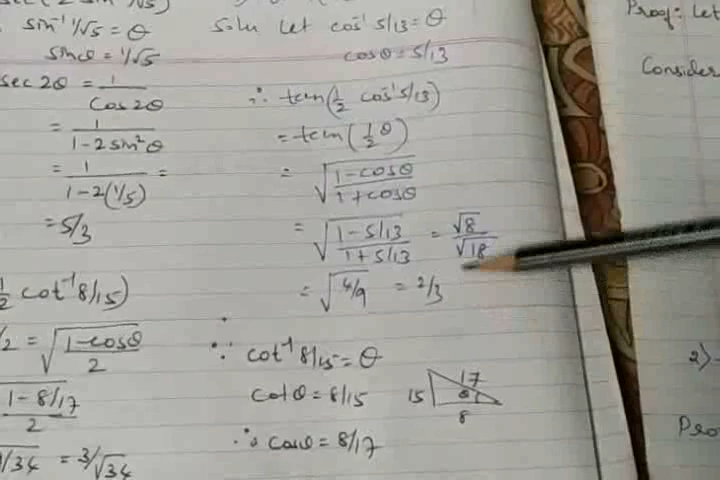 sin⁻¹ 1/√5 = θ
sinθ = 1/√5
sec 2θ = 1/Cos2θ
= 1/1-2sin²θ
= 1/1-2(1/5) =
= 5/3
Soln Let cos⁻¹ 5/13 = θ
cosθ = 5/13
∴ tan(1/2 cos⁻¹ 5/13)
= tan(1/2 θ)
= √(1-cosθ/1+cosθ)
= √(1-5/13/1+5/13) = √8/√18
= √4/9 = 2/3
1/2 cot⁻¹ 8/15)
/2 = √(1-cosθ/2)
1-8/17/2
/34 = 3/√34
∵ cot⁻¹ 8/15 = θ
cotθ = 8/15
15 17 θ 8
∴ cosθ = 8/17
Proof: Let
Consider
2)
Pro